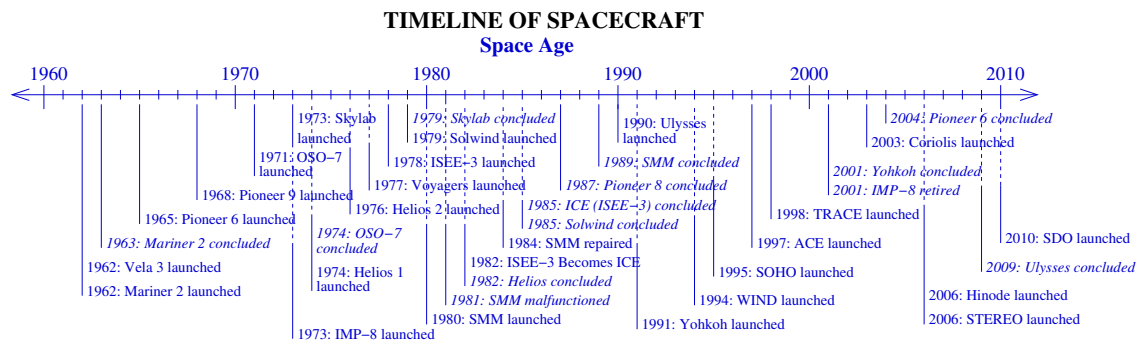 TIMELINE OF SPACECRAFT
Space Age
1960 1970 1980 1990 2000 2010
1973: Skylab
launched
1979: Skylab concluded
1979: Solwind launched
1990: Ulysses
launched
2004: Pioneer 6 concluded
2003: Coriolis launched
1971: OSO−7
launched
1978: ISEE−3 launched
1989: SMM concluded
2001: Yohkoh concluded
2001: IMP−8 retired
1968: Pioneer 9 launched
1977: Voyagers launched
1987: Pioneer 8 concluded
1965: Pioneer 6 launched
1976: Helios 2 launched
1985: ICE (ISEE−3) concluded
1985: Solwind concluded
1998: TRACE launched
1963: Mariner 2 concluded
1974: OSO−7
concluded
1984: SMM repaired
1997: ACE launched
2010: SDO launched
1962: Vela 3 launched
1974: Helios 1
launched
1982: ISEE−3 Becomes ICE
1982: Helios concluded
1995: SOHO launched
2009: Ulysses concluded
1962: Mariner 2 launched
1981: SMM malfunctioned
1994: WIND launched
2006: Hinode launched
1980: SMM launched
1991: Yohkoh launched
2006: STEREO launched
1973: IMP−8 launched